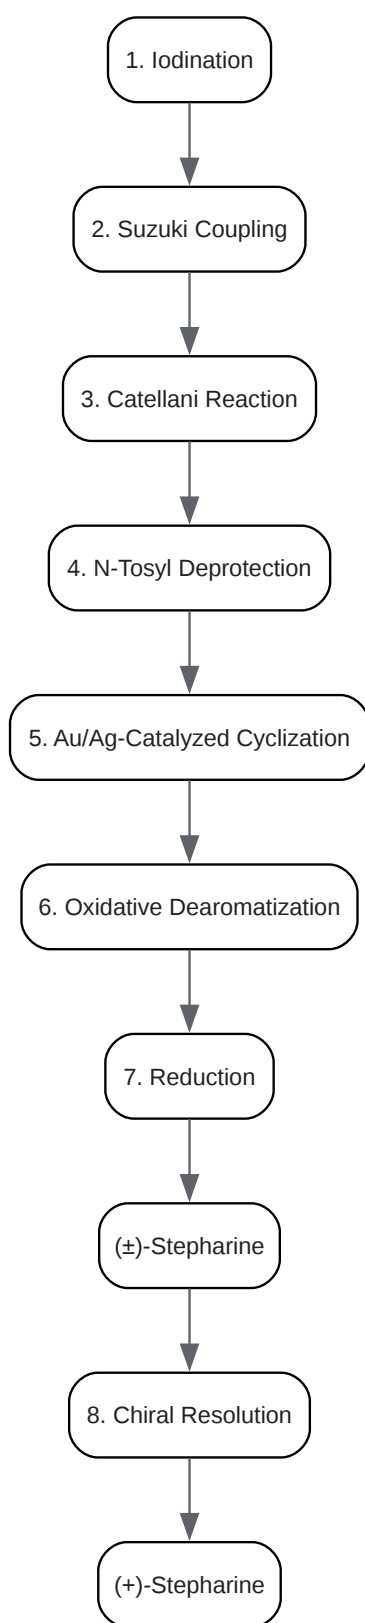 1. Iodination
2. Suzuki Coupling
3. Catellani Reaction
4. N-Tosyl Deprotection
5. Au/Ag-Catalyzed Cyclization
6. Oxidative Dearomatization
7. Reduction
(±)-Stepharine
8. Chiral Resolution
(+)-Stepharine